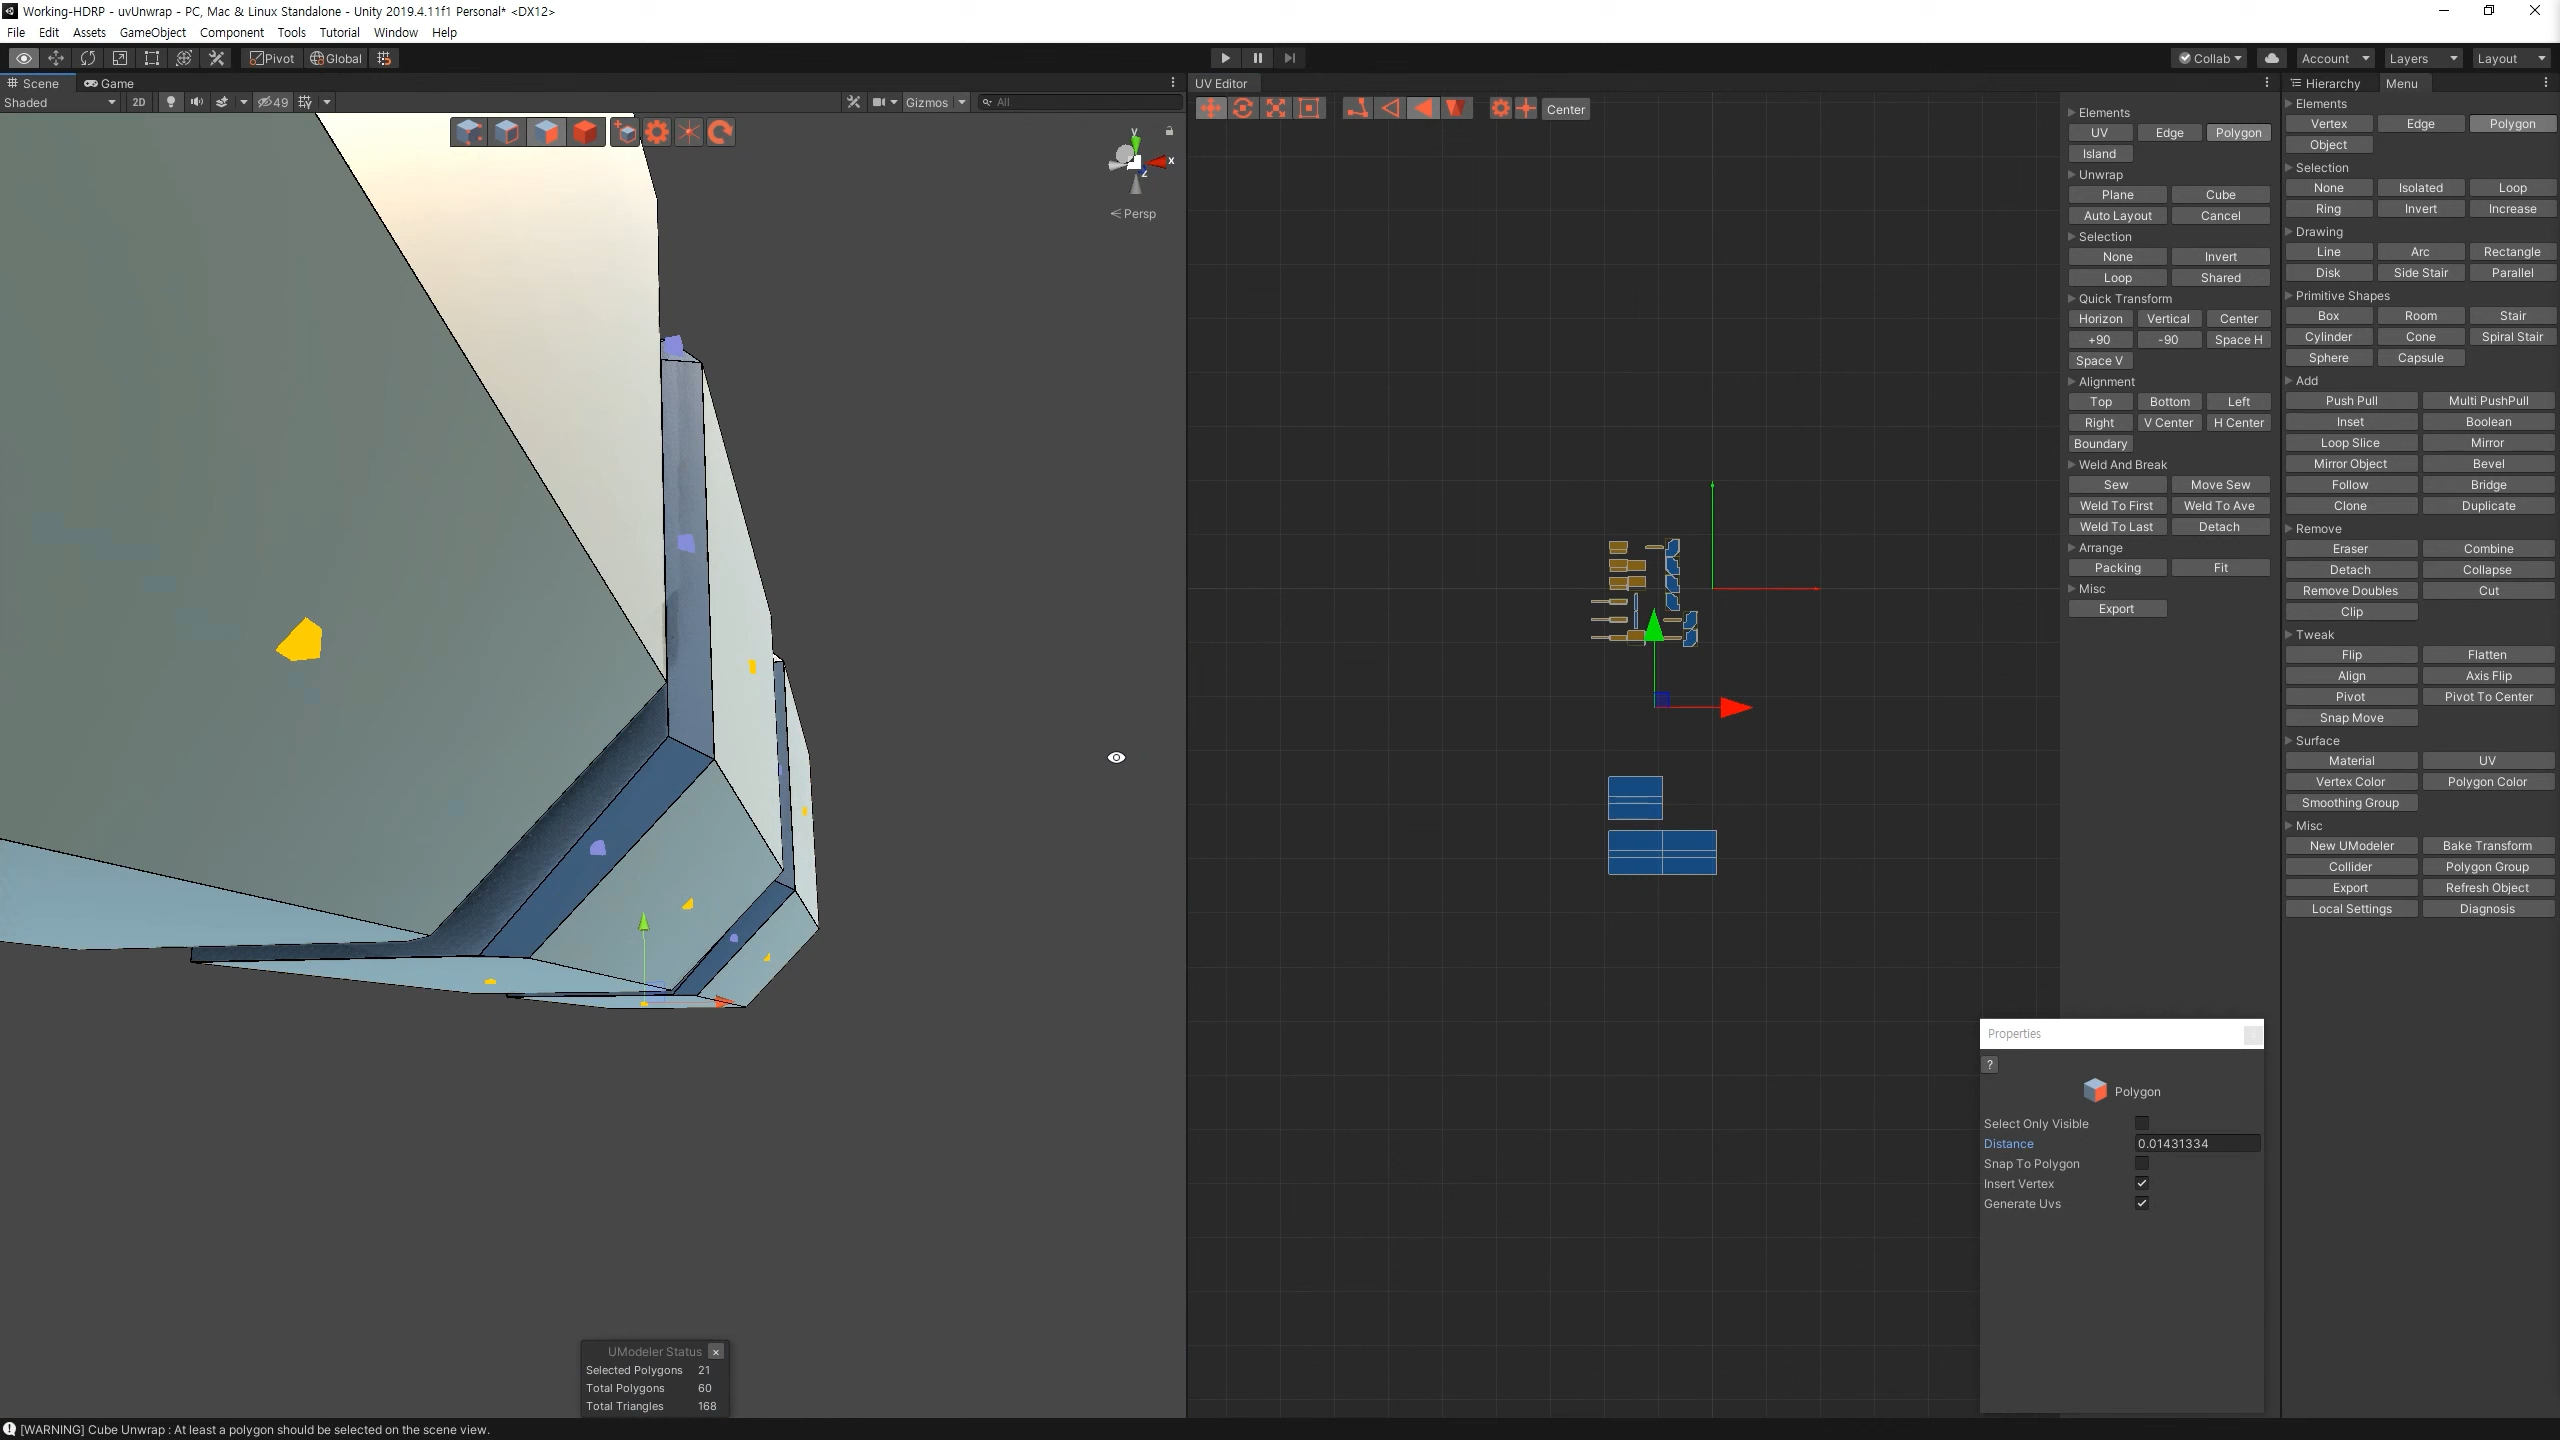 Working-HDRP - uvUnwrap - PC, Mac & Linux Standalone - Unity 2019.4.11f1 Personal* <DX12>
File Edit Assets GameObject Component Tools Tutorial Window Help
Pivot Global Collab Account Layers Layout
Scene Game
Shaded 2D 49 Gizmos All
y
x
z
Persp
UV Editor
Center
Elements
UV Edge Polygon
Island
Unwrap
Plane Cube
Auto Layout Cancel
Selection
None Invert
Loop Shared
Quick Transform
Horizon Vertical Center
+90 -90 Space H
Space V
Alignment
Top Bottom Left
Right V Center H Center
Boundary
Weld And Break
Sew Move Sew
Weld To First Weld To Ave
Weld To Last Detach
Arrange
Packing Fit
Misc
Export
Hierarchy Menu
Elements
Vertex Edge Polygon
Object
Selection
None Isolated Loop
Ring Invert Increase
Drawing
Line Arc Rectangle
Disk Side Stair Parallel
Primitive Shapes
Box Room Stair
Cylinder Cone Spiral Stair
Sphere Capsule
Add
Push Pull Multi PushPull
Inset Boolean
Loop Slice Mirror
Mirror Object Bevel
Follow Bridge
Clone Duplicate
Remove
Eraser Combine
Detach Collapse
Remove Doubles Cut
Clip
Tweak
Flip Flatten
Align Axis Flip
Pivot Pivot To Center
Snap Move
Surface
Material UV
Vertex Color Polygon Color
Smoothing Group
Misc
New UModeler Bake Transform
Collider Polygon Group
Export Refresh Object
Local Settings Diagnosis
Properties
?
Polygon
Select Only Visible
Distance 0.01431334
Snap To Polygon
Insert Vertex
Generate Uvs
UModeler Status x
Selected Polygons 21
Total Polygons 60
Total Triangles 168
[WARNING] Cube Unwrap : At least a polygon should be selected on the scene view.